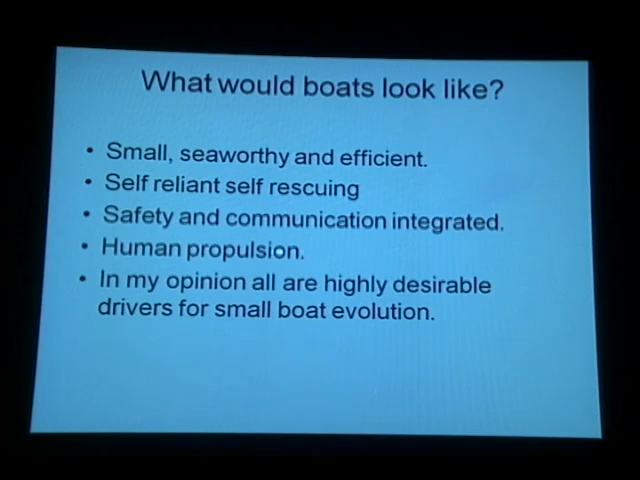 What would boats look like?
• Small, seaworthy and efficient.
• Self reliant self rescuing
• Safety and communication integrated.
• Human propulsion.
• In my opinion all are highly desirable
drivers for small boat evolution.